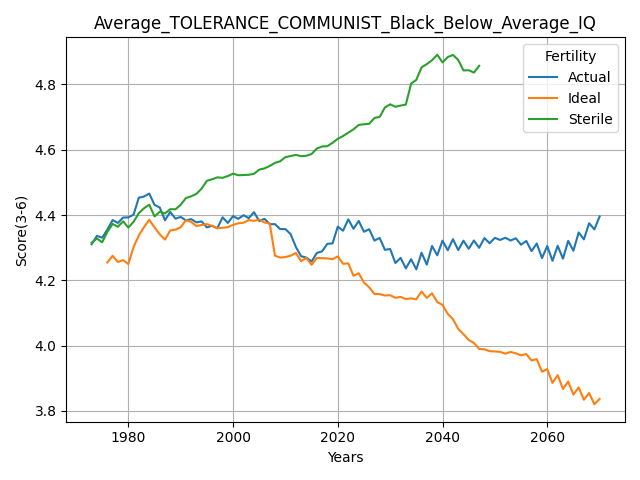 Average_TOLERANCE_COMMUNIST_Black_Below_Average_IQ
Fertility
Actual
Ideal
Sterile
Score(3-6)
4.8
4.6
4.4
4.2
4.0
3.8
1980 2000 2020 2040 2060
Years